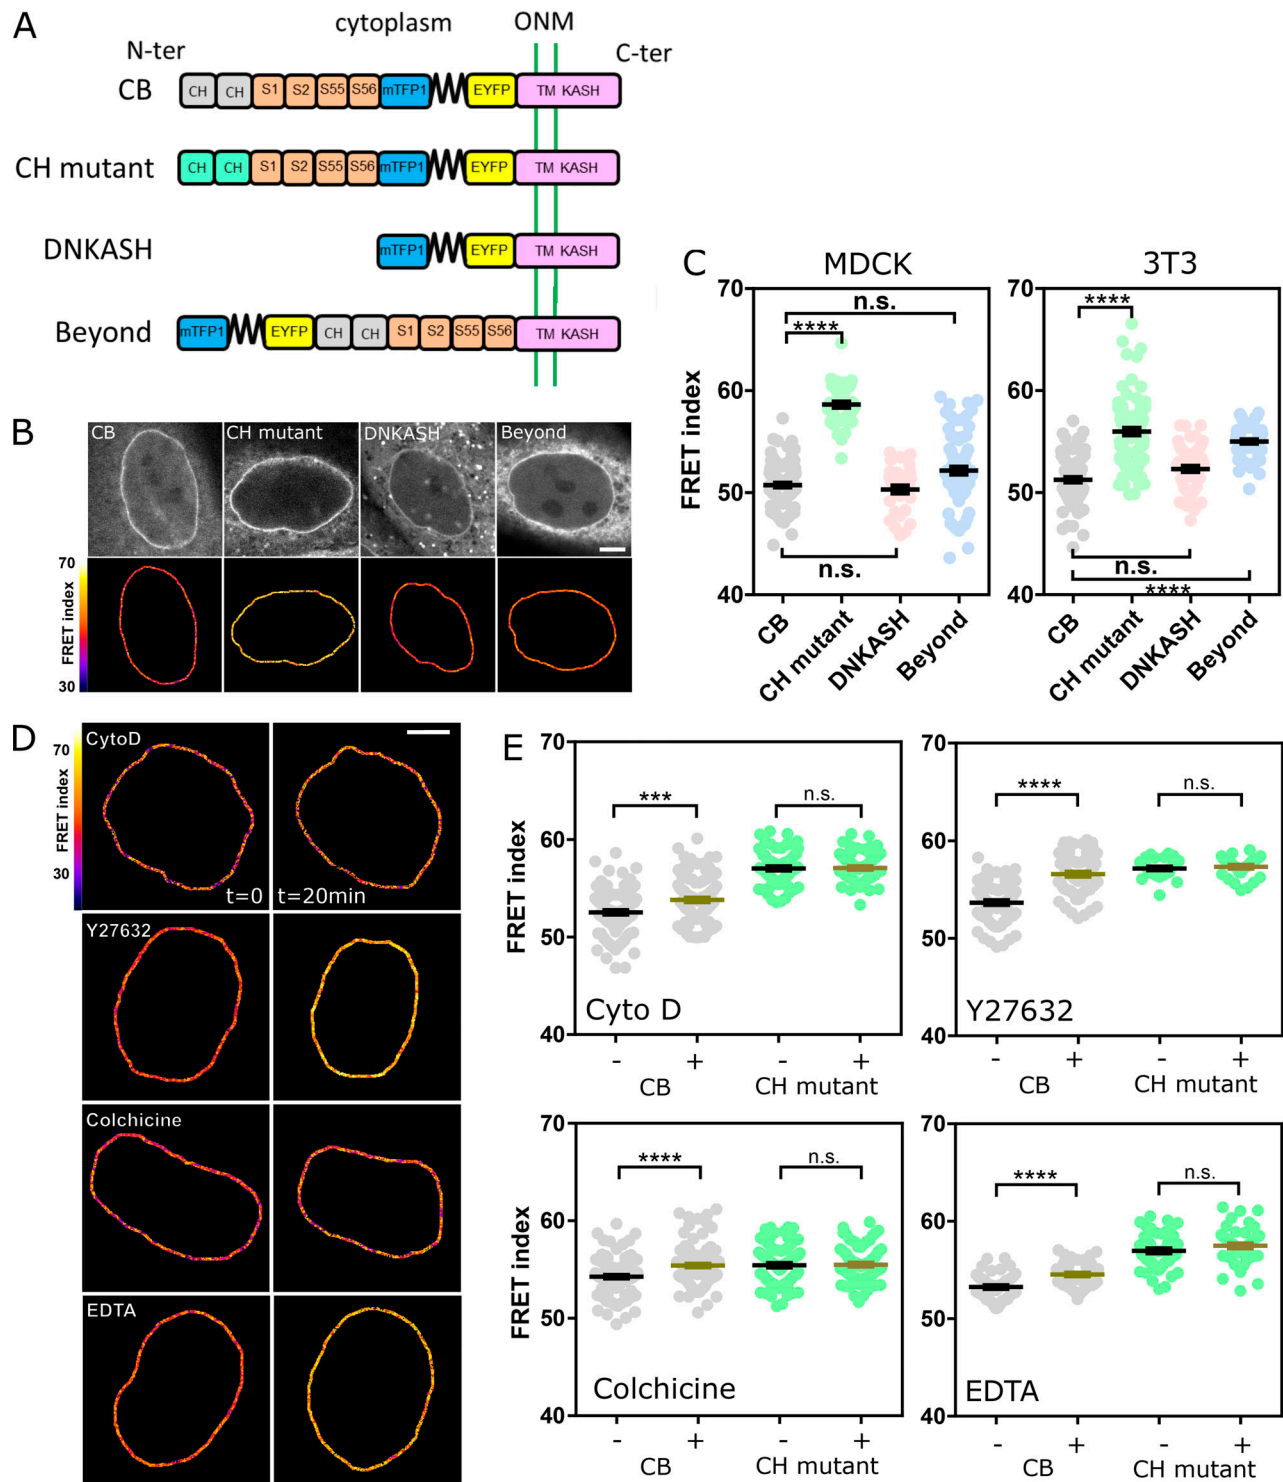 A
cytoplasm ONM
N-ter C-ter
CB CH CH S1 S2 S55 S56 mTFP1 EYFP TM KASH
CH mutant CH CH S1 S2 S55 S56 mTFP1 EYFP TM KASH
DNKASH mTFP1 EYFP TM KASH
Beyond mTFP1 EYFP CH CH S1 S2 S55 S56 TM KASH
B
CB CH mutant DNKASH Beyond
70
FRET index
30
C
MDCK 3T3
FRET index
70 70
60 60
50 50
40 40
n.s.
****
n.s.
****
n.s.
****
CB CH mutant DNKASH Beyond
CB CH mutant DNKASH Beyond
D
70
FRET index
30
CytoD
t=0 t=20min
Y27632
Colchicine
EDTA
E
70
60
50
40
FRET index
*** n.s.
Cyto D
- + - +
CB CH mutant
70
60
50
40
**** n.s.
Y27632
- + - +
CB CH mutant
70
60
50
40
FRET index
**** n.s.
Colchicine
- + - +
CB CH mutant
70
60
50
40
**** n.s.
EDTA
- + - +
CB CH mutant